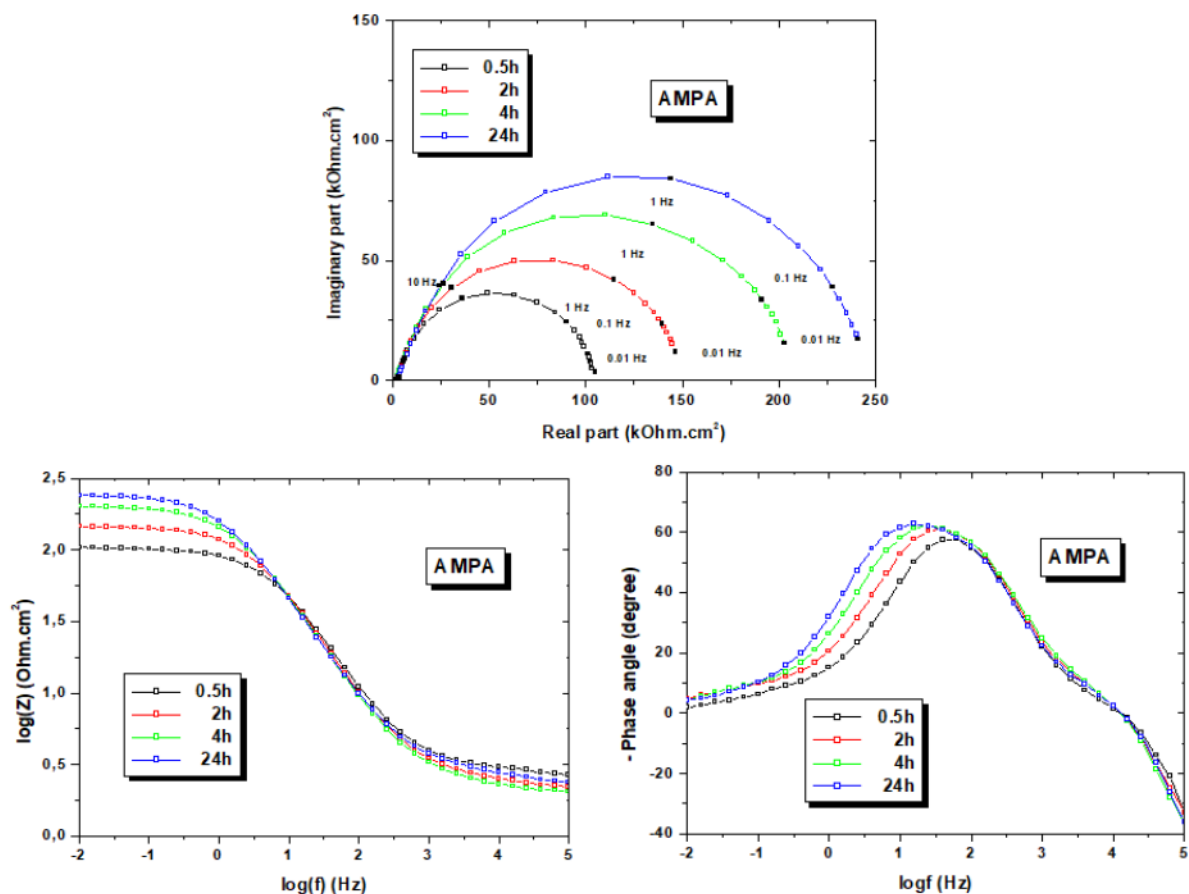 150
100
50
0
0 50 100 150 200 250
Imaginary part (kOhm.cm²)
Real part (kOhm.cm²)
0.5h
2h
4h
24h
AMPA
1 Hz
1 Hz
10 Hz
0.1 Hz
1 Hz
0.1 Hz
0.01 Hz
0.01 Hz
0.01 Hz
2,5
2,0
1,5
1,0
0,5
0,0
-2 -1 0 1 2 3 4 5
log(Z) (Ohm.cm²)
log(f) (Hz)
AMPA
0.5h
2h
4h
24h
80
60
40
20
0
-20
-40
-2 -1 0 1 2 3 4 5
- Phase angle (degree)
logf (Hz)
AMPA
0.5h
2h
4h
24h